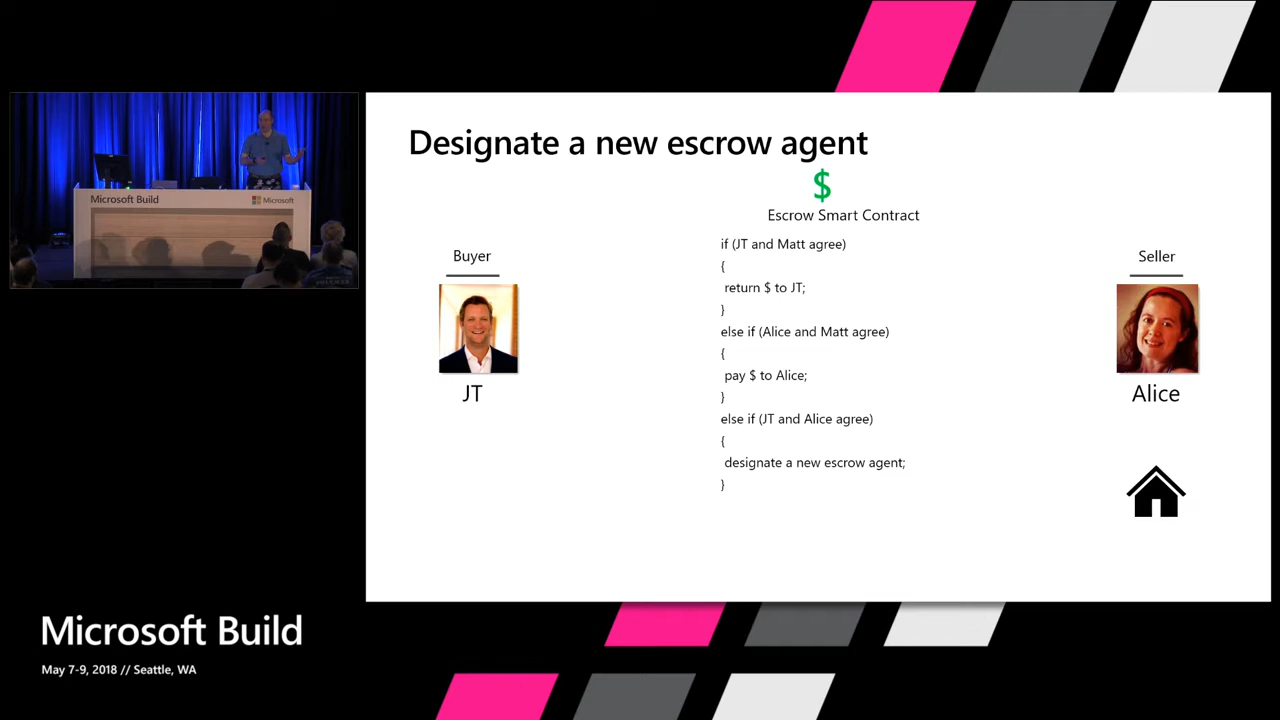 Designate a new escrow agent
$
Escrow Smart Contract
if (JT and Matt agree)
{
return $ to JT;
}
else if (Alice and Matt agree)
{
pay $ to Alice;
}
else if (JT and Alice agree)
{
designate a new escrow agent;
}
Buyer
JT
Seller
Alice
Microsoft Build
Microsoft
Microsoft Build
May 7-9, 2018 // Seattle, WA